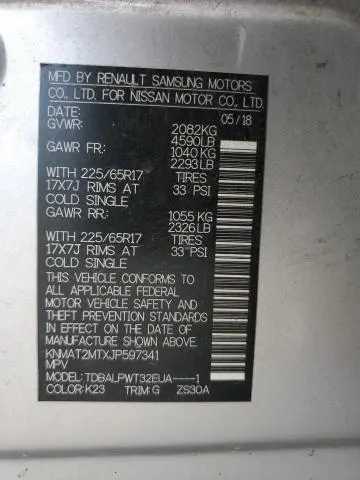 MFD BY RENAULT SAMSUNG MOTORS
CO. LTD. FOR NISSAN MOTOR CO., LTD
DATE: 05/18
GVWR: 2082KG
4590LB
GAWR FR: 1040 KG
2293LB
WITH 225/65R17 TIRES
17X7J RIMS AT 33 PSI
COLD SINGLE
GAWR RR: 1055 KG
2326LB
WITH 225/65R17 TIRES
17X7J RIMS AT 33 PSI
COLD SINGLE
THIS VEHICLE CONFORMS TO
ALL APPLICABLE FEDERAL
MOTOR VEHICLE SAFETY AND
THEFT PREVENTION STANDARD
IN EFFECT ON THE DATE OF
MANUFACTURE SHOWN ABOVE.
KNMAT2MTXJP597341
MPV
MODEL: TDBALPWT32EUA----1
COLOR: K23 TRIM: G ZS30A